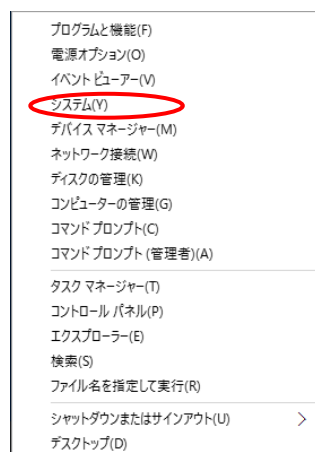 プログラムと機能(F)
電源オプション(O)
イベント ビューアー(V)
システム(Y)
デバイス マネージャー(M)
ネットワーク接続(W)
ディスクの管理(K)
コンピューターの管理(G)
コマンド プロンプト(C)
コマンド プロンプト (管理者)(A)
タスク マネージャー(T)
コントロール パネル(P)
エクスプローラー(E)
検索(S)
ファイル名を指定して実行(R)
シャットダウンまたはサインアウト(U)
デスクトップ(D)